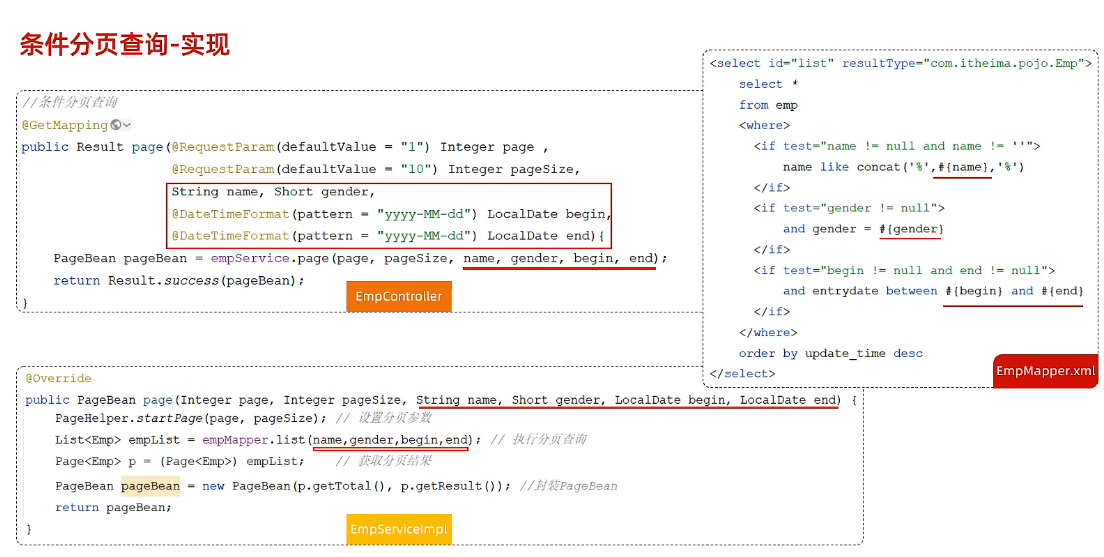 条件分页查询-实现
//条件分页查询
@GetMapping
public Result page(@RequestParam(defaultValue = "1") Integer page ,
@RequestParam(defaultValue = "10") Integer pageSize,
String name, Short gender,
@DateTimeFormat(pattern = "yyyy-MM-dd") LocalDate begin,
@DateTimeFormat(pattern = "yyyy-MM-dd") LocalDate end){
PageBean pageBean = empService.page(page, pageSize, name, gender, begin, end);
return Result.success(pageBean);
}
EmpController
<select id="list" resultType="com.itheima.pojo.Emp">
select *
from emp
<where>
<if test="name != null and name != ''">
name like concat('%',#{name},'%')
</if>
<if test="gender != null">
and gender = #{gender}
</if>
<if test="begin != null and end != null">
and entrydate between #{begin} and #{end}
</if>
</where>
order by update_time desc
</select>
EmpMapper.xml
@Override
public PageBean page(Integer page, Integer pageSize, String name, Short gender, LocalDate begin, LocalDate end) {
PageHelper.startPage(page, pageSize); // 设置分页参数
List<Emp> empList = empMapper.list(name,gender,begin,end); // 执行分页查询
Page<Emp> p = (Page<Emp>) empList; // 获取分页结果
PageBean pageBean = new PageBean(p.getTotal(), p.getResult()); //封装PageBean
return pageBean;
}
EmpServiceImpl